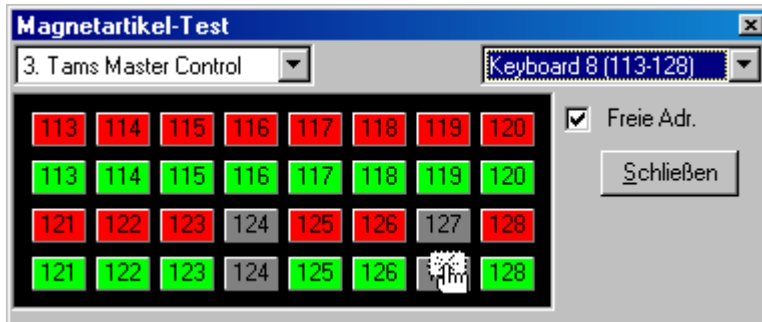 Magnetartikel-Test
3. Tams Master Control Keyboard 8 (113-128)
113 114 115 116 117 118 119 120 Freie Adr.
113 114 115 116 117 118 119 120 Schließen
121 122 123 124 125 126 127 128
121 122 123 124 125 126 128